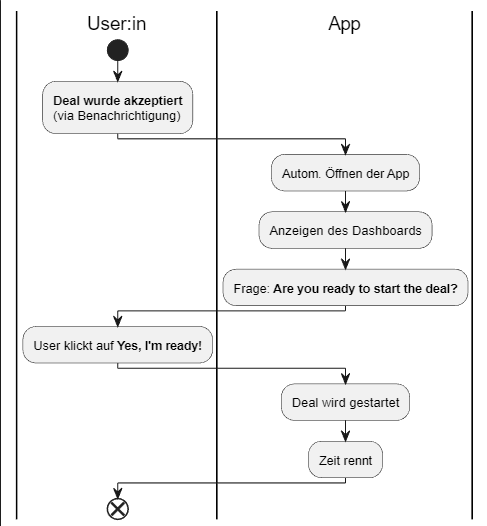 User:in
App
Deal wurde akzeptiert
(via Benachrichtigung)
Autom. Öffnen der App
Anzeigen des Dashboards
Frage: Are you ready to start the deal?
User klickt auf Yes, I'm ready!
Deal wird gestartet
Zeit rennt